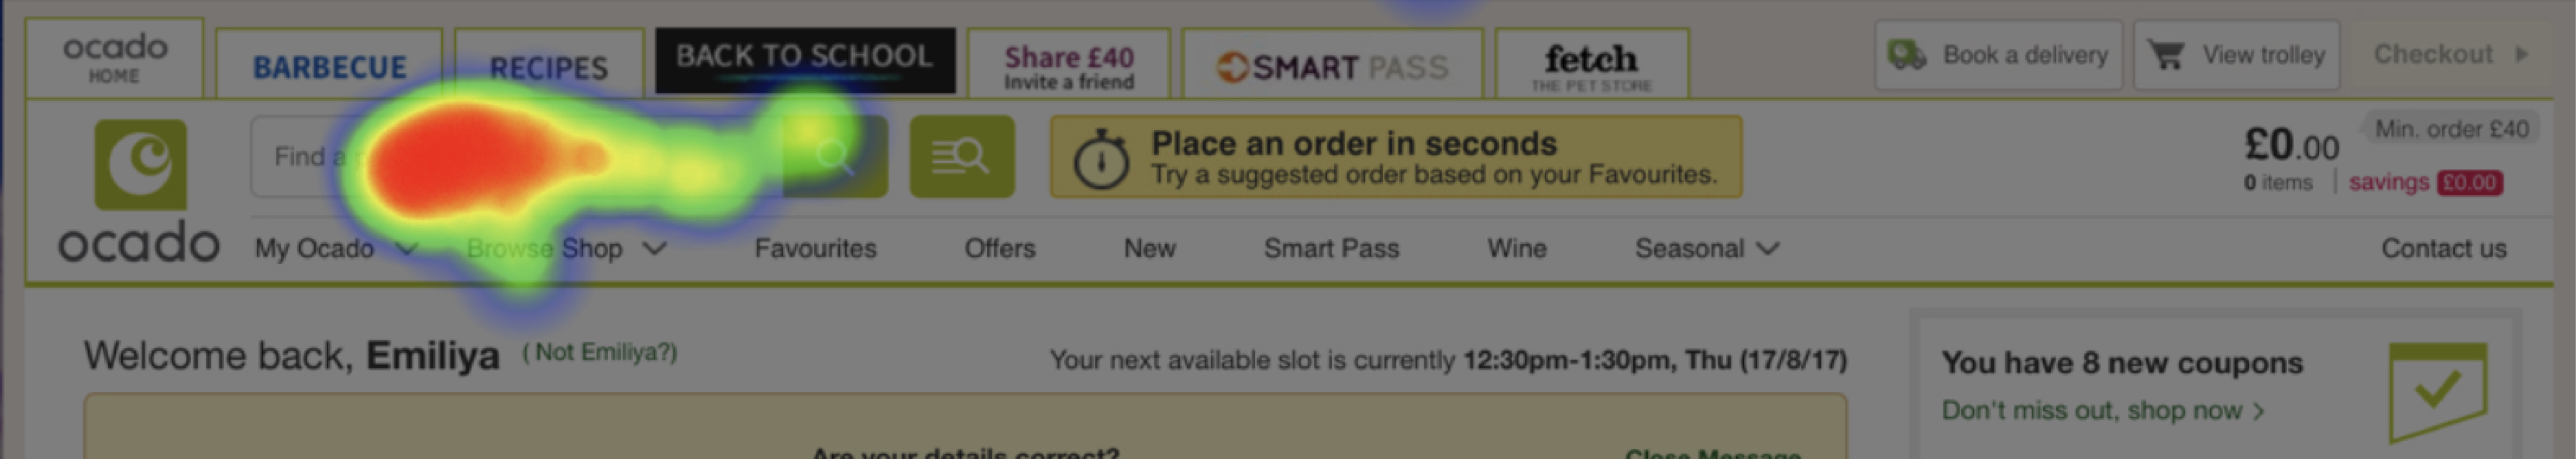 ocado
HOME
BARBECUE
RECIPES
BACK TO SCHOOL
Share £40
Invite a friend
SMART PASS
fetch
THE PET STORE
Book a delivery
View trolley
Checkout
Find a
Place an order in seconds
Try a suggested order based on your Favourites.
£0.00
Min. order £40
0 items
savings £0.00
ocado
My Ocado
Browse Shop
Favourites
Offers
New
Smart Pass
Wine
Seasonal
Contact us
Welcome back, Emiliya (Not Emiliya?)
Your next available slot is currently 12:30pm-1:30pm, Thu (17/8/17)
You have 8 new coupons
Don't miss out, shop now >
Are your details correct?
Close Message